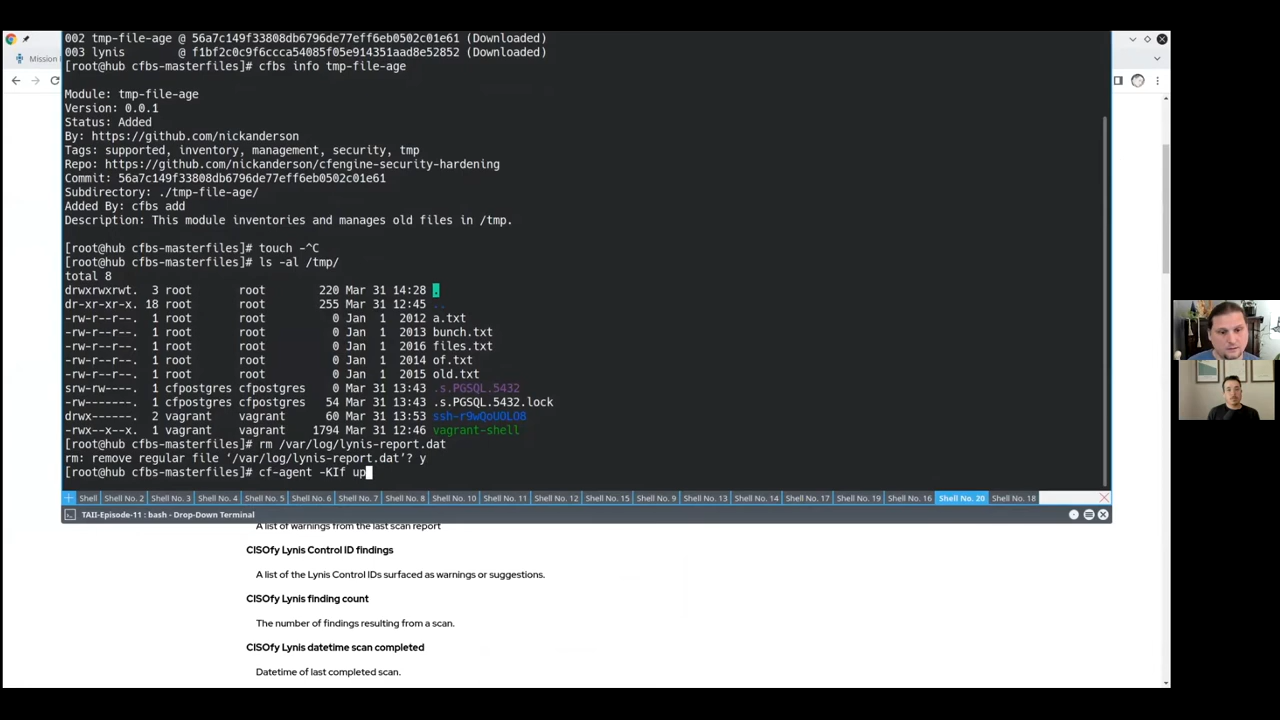 Mission
002 tmp-file-age @ 56a7c149f33808db6796de77eff6eb0502c01e61 (Downloaded)
003 lynis        @ f1bf2c0c9f6ccca54085f05e914351aad8e52852 (Downloaded)
[root@hub cfbs-masterfiles]# cfbs info tmp-file-age
Module: tmp-file-age
Version: 0.0.1
Status: Added
By: https://github.com/nickanderson
Tags: supported, inventory, management, security, tmp
Repo: https://github.com/nickanderson/cfengine-security-hardening
Commit: 56a7c149f33808db6796de77eff6eb0502c01e61
Subdirectory: ./tmp-file-age/
Added By: cfbs add
Description: This module inventories and manages old files in /tmp.
[root@hub cfbs-masterfiles]# touch -^C
[root@hub cfbs-masterfiles]# ls -al /tmp/
total 8
drwxrwxrwt.  3 root       root        220 Mar 31 14:28 .
dr-xr-xr-x. 18 root       root        255 Mar 31 12:45 ..
-rw-r--r--.  1 root       root          0 Jan  1  2012 a.txt
-rw-r--r--.  1 root       root          0 Jan  1  2013 bunch.txt
-rw-r--r--.  1 root       root          0 Jan  1  2016 files.txt
-rw-r--r--.  1 root       root          0 Jan  1  2014 of.txt
-rw-r--r--.  1 root       root          0 Jan  1  2015 old.txt
srw-rw----.  1 cfpostgres cfpostgres    0 Mar 31 13:43 .s.PGSQL.5432
-rw-------.  1 cfpostgres cfpostgres   54 Mar 31 13:43 .s.PGSQL.5432.lock
drwx------.  2 vagrant    vagrant      60 Mar 31 13:53 ssh-r9wQoU0LO8
-rwx--x--x.  1 vagrant    vagrant    1794 Mar 31 12:46 vagrant-shell
[root@hub cfbs-masterfiles]# rm /var/log/lynis-report.dat
rm: remove regular file ‘/var/log/lynis-report.dat’? y
[root@hub cfbs-masterfiles]# cf-agent -KIf up
Shell Shell No. 2 Shell No. 3 Shell No. 4 Shell No. 5 Shell No. 6 Shell No. 7 Shell No. 8 Shell No. 10 Shell No. 11 Shell No. 12 Shell No. 15 Shell No. 9 Shell No. 13 Shell No. 14 Shell No. 17 Shell No. 19 Shell No. 16 Shell No. 20 Shell No. 18
TAII-Episode-11 : bash - Drop-Down Terminal
A list of warnings from the last scan report
CISOfy Lynis Control ID findings
A list of the Lynis Control IDs surfaced as warnings or suggestions.
CISOfy Lynis finding count
The number of findings resulting from a scan.
CISOfy Lynis datetime scan completed
Datetime of last completed scan.